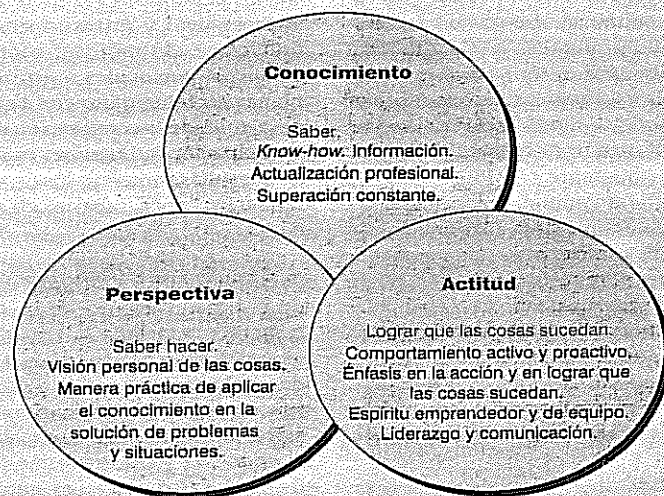 Conocimiento
Saber.
Know-how. Información.
Actualización profesional.
Superación constante.
Perspectiva
Saber hacer.
Visión personal de las cosas.
Manera práctica de aplicar
el conocimiento en la
solución de problemas
y situaciones.
Actitud
Lograr que las cosas sucedan.
Comportamiento activo y proactivo.
Énfasis en la acción y en lograr que
las cosas sucedan.
Espíritu emprendedor y de equipo.
Liderazgo y comunicación.